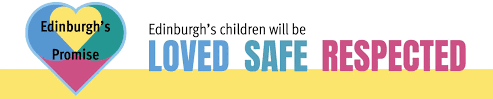 Edinburgh's
Promise
Edinburgh's children will be
LOVED SAFE RESPECTED